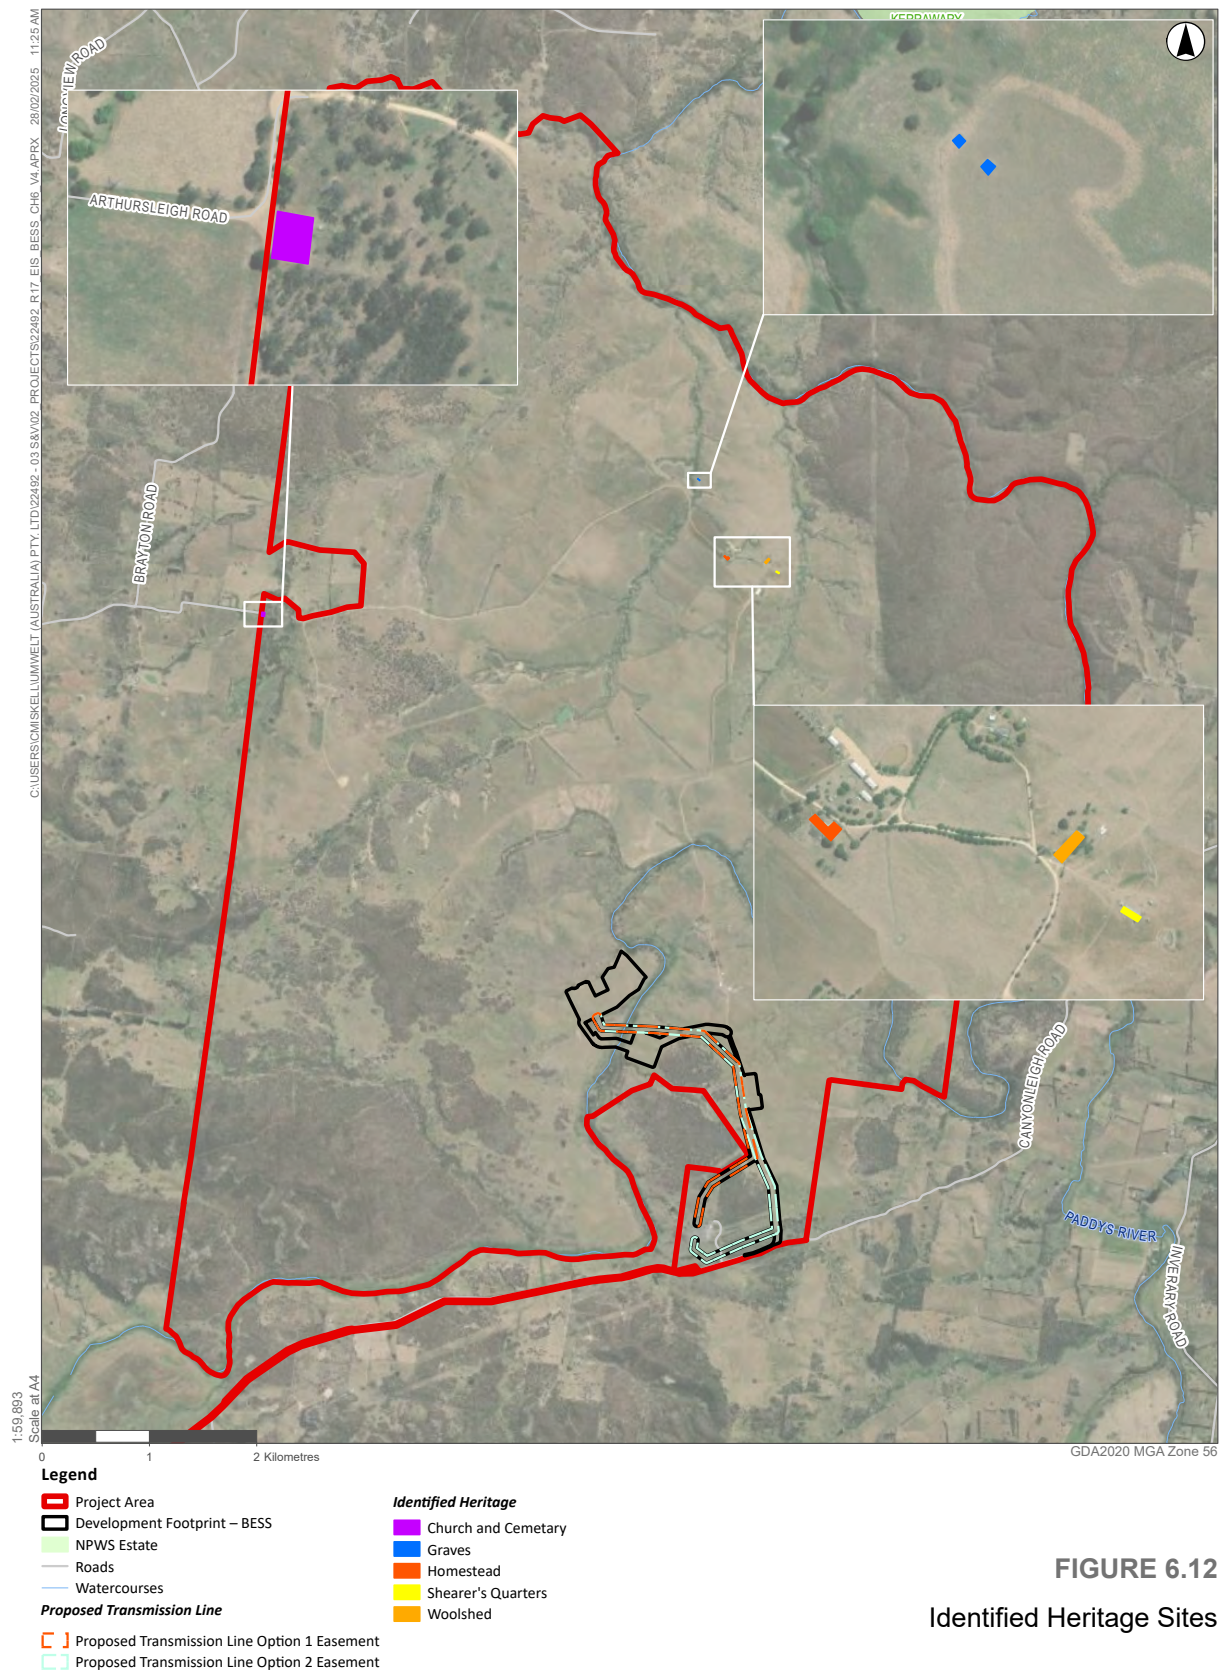 C:\USERS\CMISKELL\UMWELT (AUSTRALIA) PTY. LTD\22492 - 03 S&V\02_PROJECTS\22492_R17_EIS_BESS_CH6_V4.APRX 28/02/2025 11:25 AM
KERRAWARY
LONGVIEW ROAD
ARTHURSLEIGH ROAD
BRAYTON ROAD
CANYONLEIGH ROAD
PADDYS RIVER
INVERARY ROAD
1:59,893
Scale at A4
0 1 2 Kilometres
GDA2020 MGA Zone 56
Legend
Project Area
Development Footprint – BESS
NPWS Estate
Roads
Watercourses
Proposed Transmission Line
Proposed Transmission Line Option 1 Easement
Proposed Transmission Line Option 2 Easement
Identified Heritage
Church and Cemetary
Graves
Homestead
Shearer's Quarters
Woolshed
FIGURE 6.12
Identified Heritage Sites